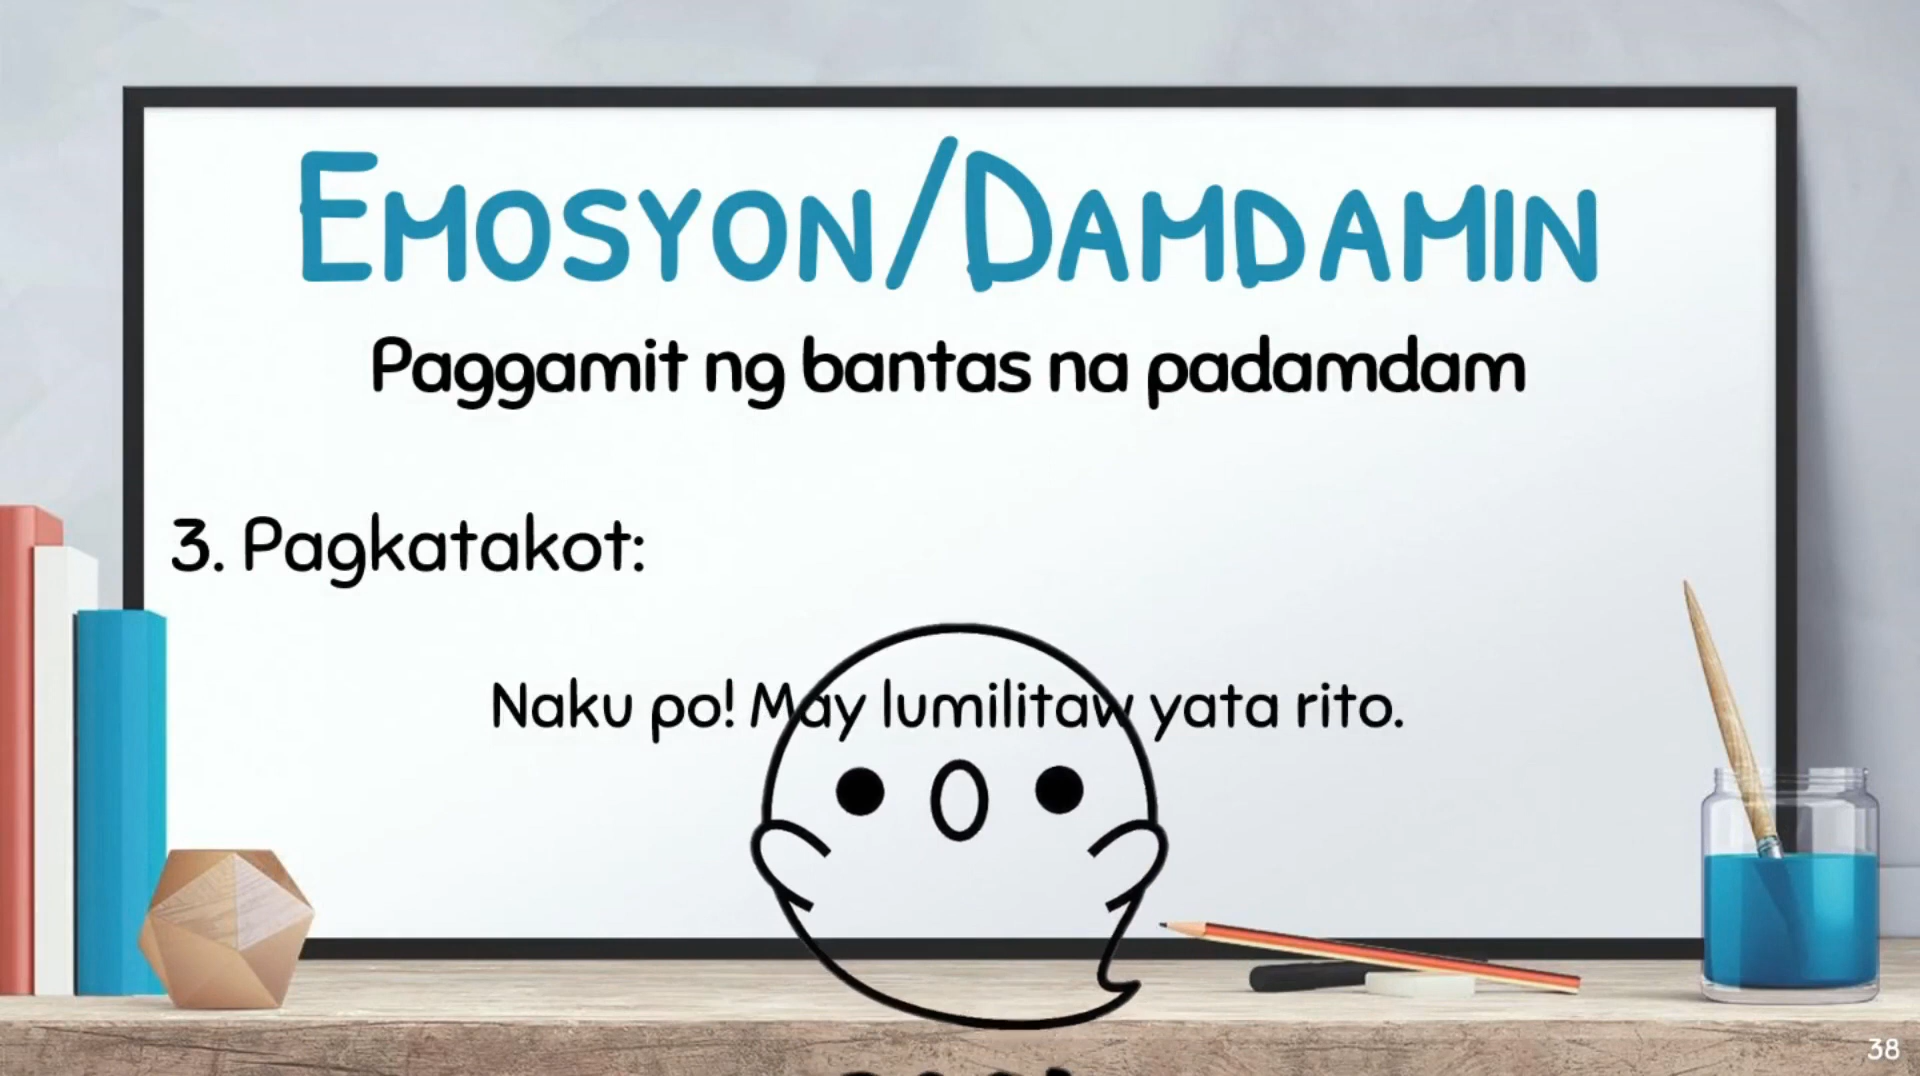 EMOSYON/DAMDAMIN
Paggamit ng bantas na padamdam
3. Pagkatakot:
Naku po! May lumilitaw yata rito.
38